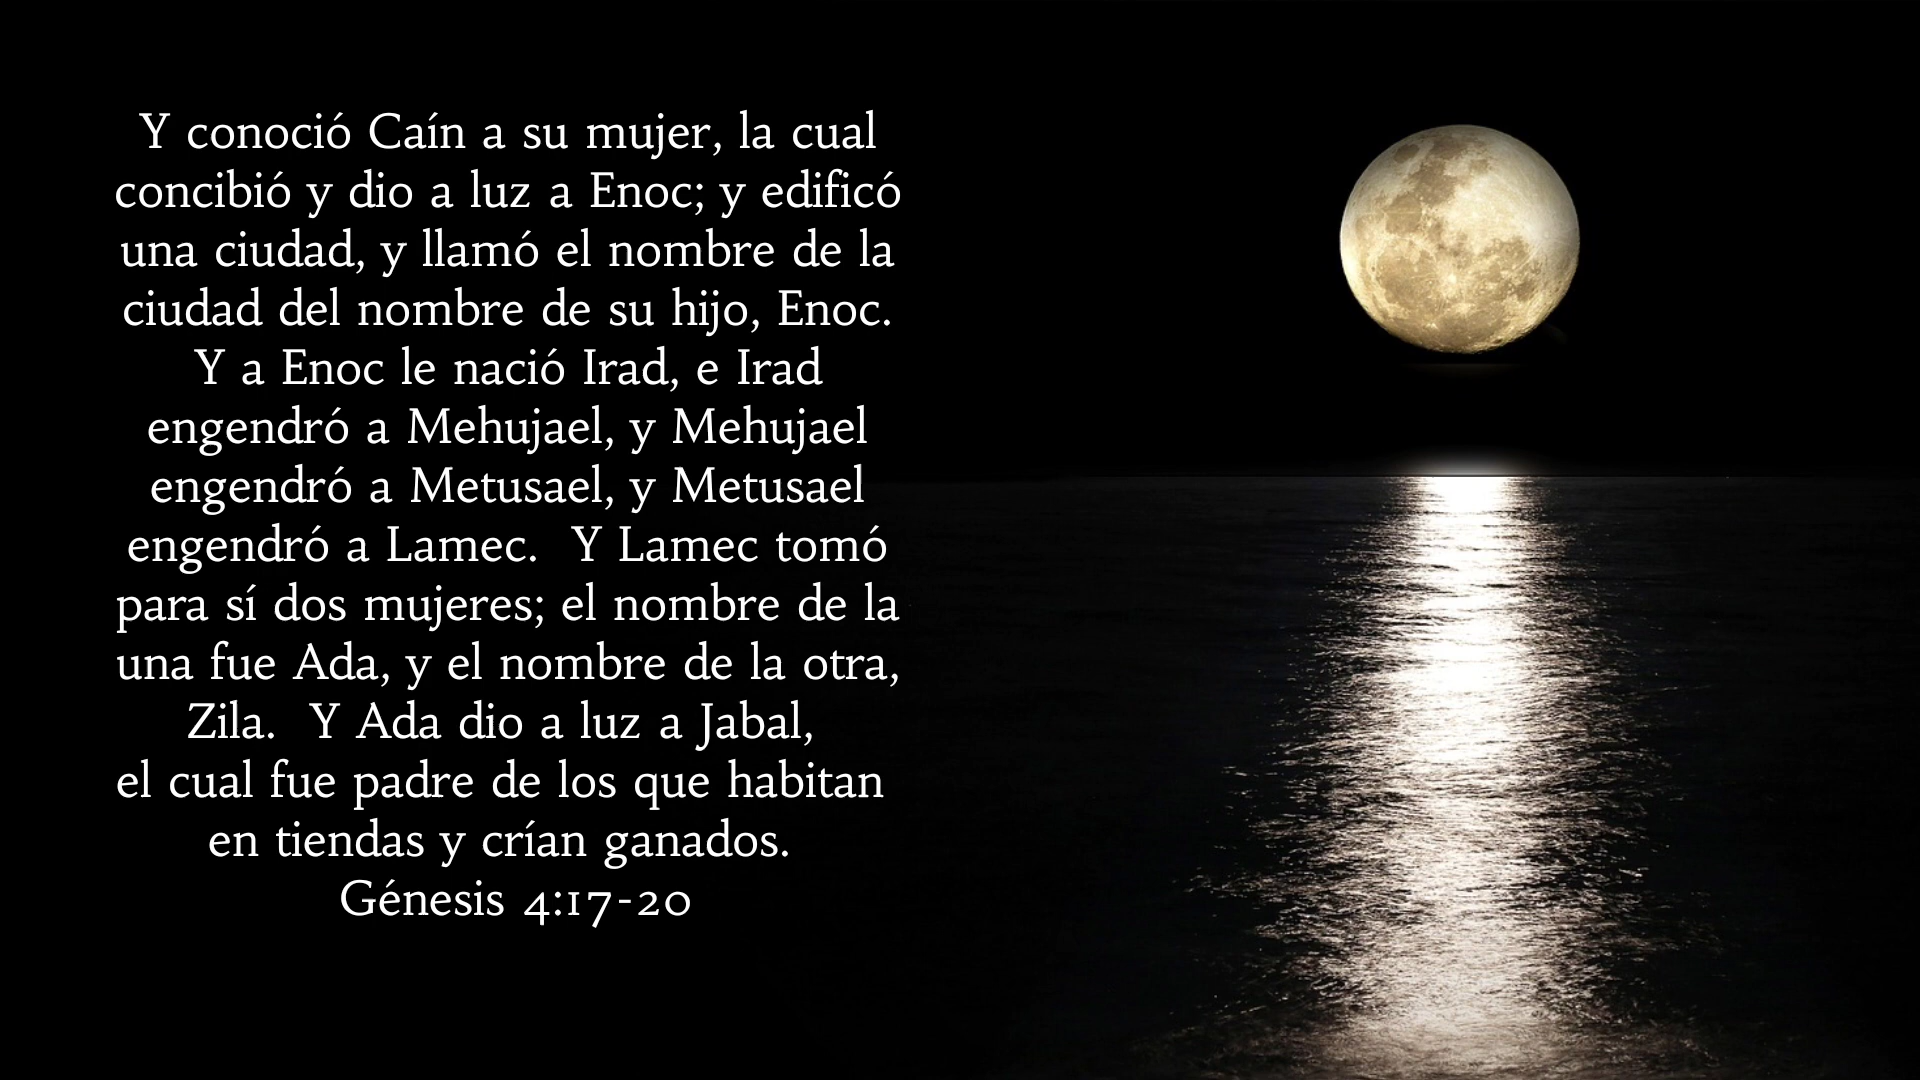 Y conoció Caín a su mujer, la cual
concibió y dio a luz a Enoc; y edificó
una ciudad, y llamó el nombre de la
ciudad del nombre de su hijo, Enoc.
Y a Enoc le nació Irad, e Irad
engendró a Mehujael, y Mehujael
engendró a Metusael, y Metusael
engendró a Lamec.  Y Lamec tomó
para sí dos mujeres; el nombre de la
una fue Ada, y el nombre de la otra,
Zila.  Y Ada dio a luz a Jabal,
el cual fue padre de los que habitan
en tiendas y crían ganados.
Génesis 4:17-20